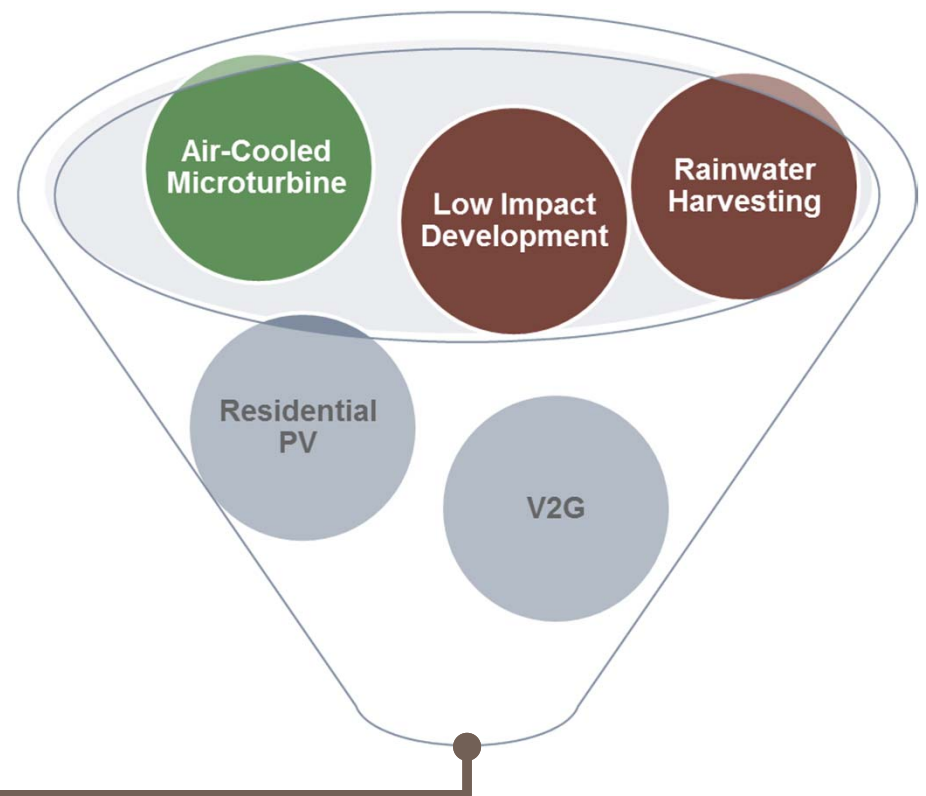 Air-Cooled
Microturbine
Low Impact
Development
Rainwater
Harvesting
Residential
PV
V2G